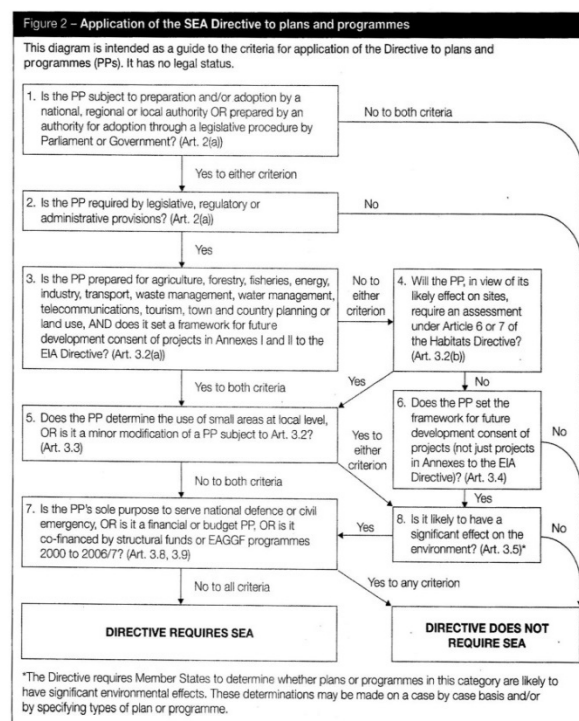 Figure 2 – Application of the SEA Directive to plans and programmes
This diagram is intended as a guide to the criteria for application of the Directive to plans and
programmes (PPs). It has no legal status.
1. Is the PP subject to preparation and/or adoption by a
national, regional or local authority OR prepared by an
authority for adoption through a legislative procedure by
Parliament or Government? (Art. 2(a))
No to both criteria
Yes to either criterion
2. Is the PP required by legislative, regulatory or
administrative provisions? (Art. 2(a))
No
Yes
3. Is the PP prepared for agriculture, forestry, fisheries, energy,
industry, transport, waste management, water management,
telecommunications, tourism, town and country planning or
land use, AND does it set a framework for future
development consent of projects in Annexes I and II to the
EIA Directive? (Art. 3.2(a))
No to
either
criterion
4. Will the PP, in view of its
likely effect on sites,
require an assessment
under Article 6 or 7 of
the Habitats Directive?
(Art. 3.2(b))
Yes to both criteria
Yes
No
5. Does the PP determine the use of small areas at local level,
OR is it a minor modification of a PP subject to Art. 3.2?
(Art. 3.3)
Yes to
either
criterion
6. Does the PP set the
framework for future
development consent of
projects (not just projects
in Annexes to the EIA
Directive)? (Art. 3.4)
No
No to both criteria
Yes
7. Is the PP's sole purpose to serve national defence or civil
emergency, OR is it a financial or budget PP, OR is it
co-financed by structural funds or EAGGF programmes
2000 to 2006/7? (Art. 3.8, 3.9)
Yes
8. Is it likely to have a
significant effect on the
environment? (Art. 3.5)*
No
No to all criteria
Yes to any criterion
DIRECTIVE REQUIRES SEA
DIRECTIVE DOES NOT
REQUIRE SEA
*The Directive requires Member States to determine whether plans or programmes in this category are likely to
have significant environmental effects. These determinations may be made on a case by case basis and/or
by specifying types of plan or programme.